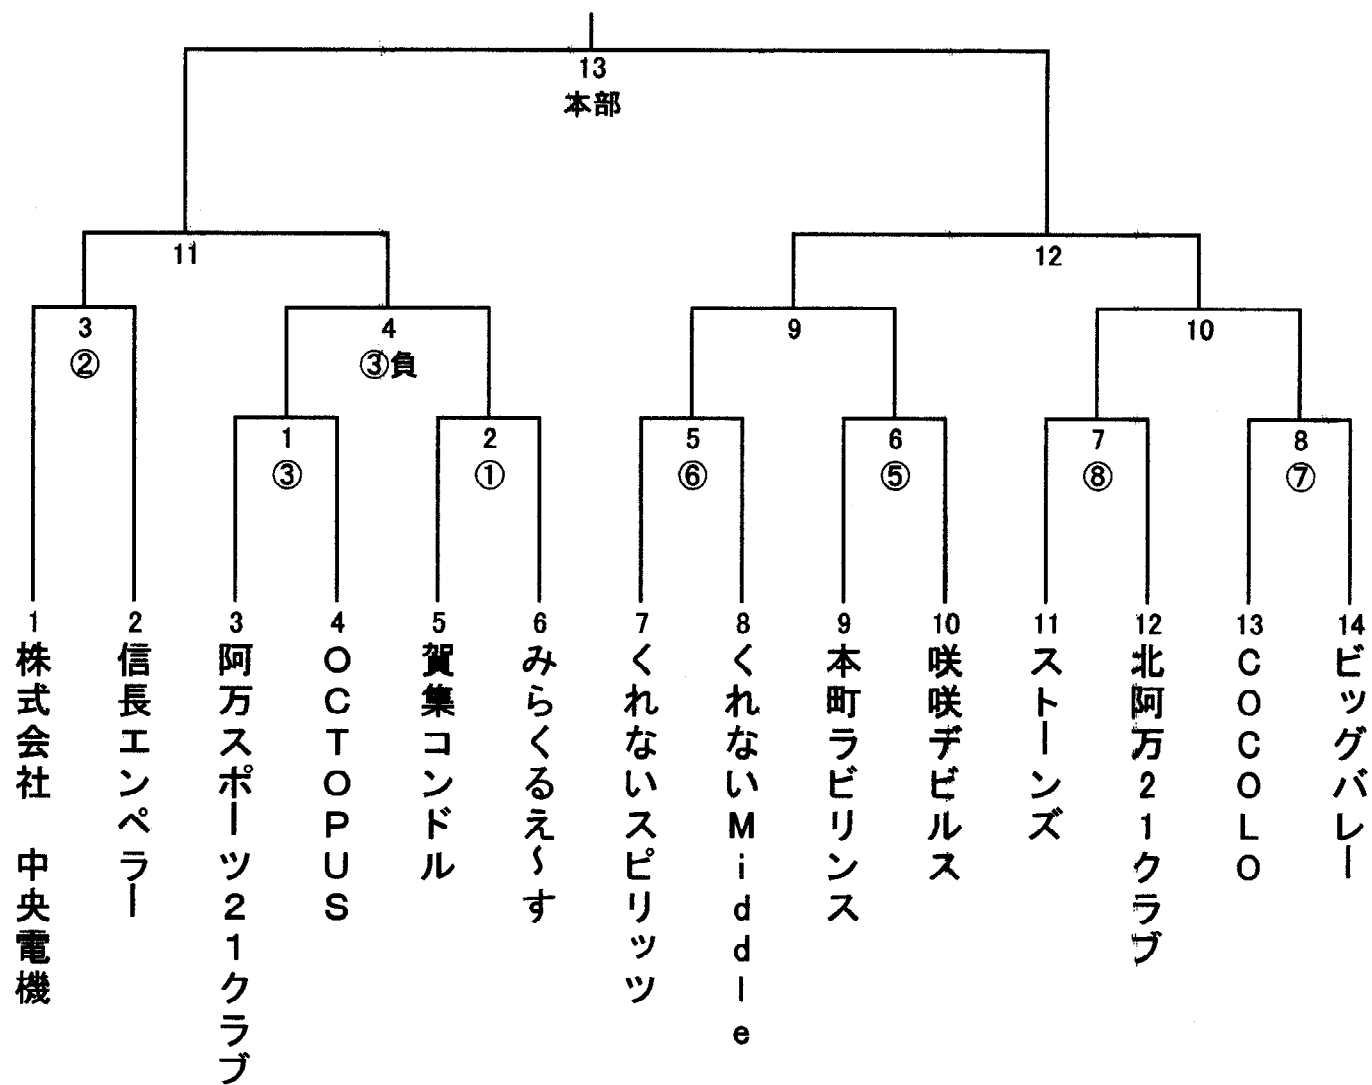 13
本部
11
12
3
②
4
③負
9
10
1
③
2
①
5
⑥
6
⑤
7
⑧
8
⑦
1
株式会社 中央電機
2
信長エンペラー
3
阿万スポーツ21クラブ
4
OCTOPUS
5
賀集コンドル
6
みらくるえ～す
7
くれないスピリッツ
8
くれないMiddle
9
本町ラビリンス
10
咲咲デビルス
11
ストーンズ
12
北阿万21クラブ
13
COCOLO
14
ビッグバレー